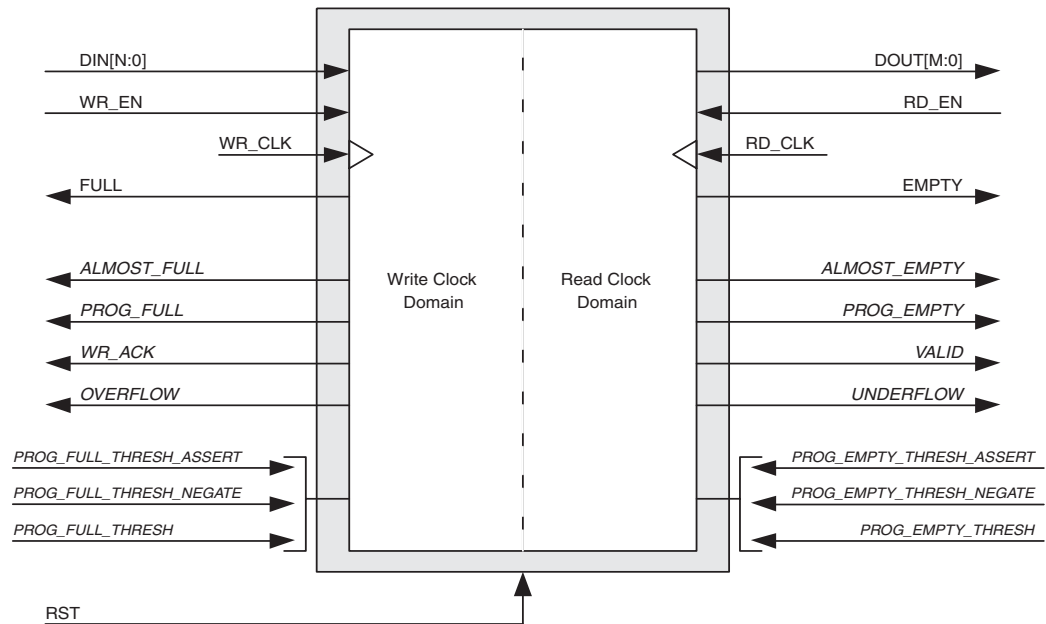 DIN[N:0]
DOUT[M:0]
WR_EN
RD_EN
WR_CLK
RD_CLK
FULL
EMPTY
ALMOST_FULL
Write Clock
Domain
Read Clock
Domain
ALMOST_EMPTY
PROG_FULL
PROG_EMPTY
WR_ACK
VALID
OVERFLOW
UNDERFLOW
PROG_FULL_THRESH_ASSERT
PROG_EMPTY_THRESH_ASSERT
PROG_FULL_THRESH_NEGATE
PROG_EMPTY_THRESH_NEGATE
PROG_FULL_THRESH
PROG_EMPTY_THRESH
RST